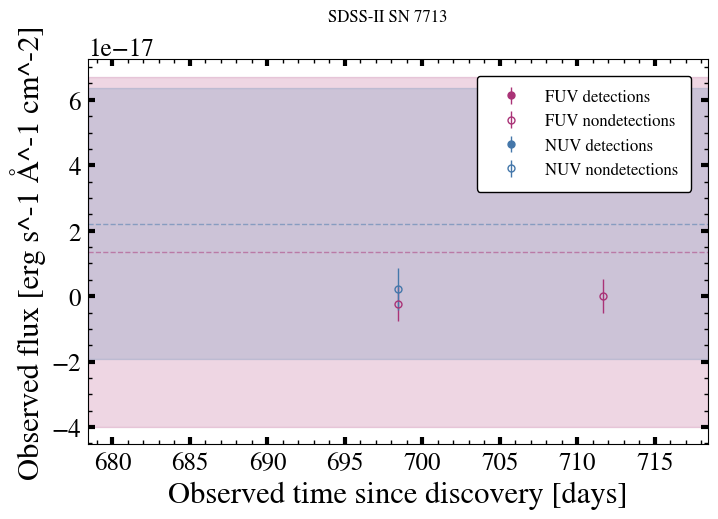 SDSS-II SN 7713
1e−17
6
4
2
0
−2
−4
Observed flux [erg s^-1 Å^-1 cm^-2]
FUV detections
FUV nondetections
NUV detections
NUV nondetections
680 685 690 695 700 705 710 715
Observed time since discovery [days]